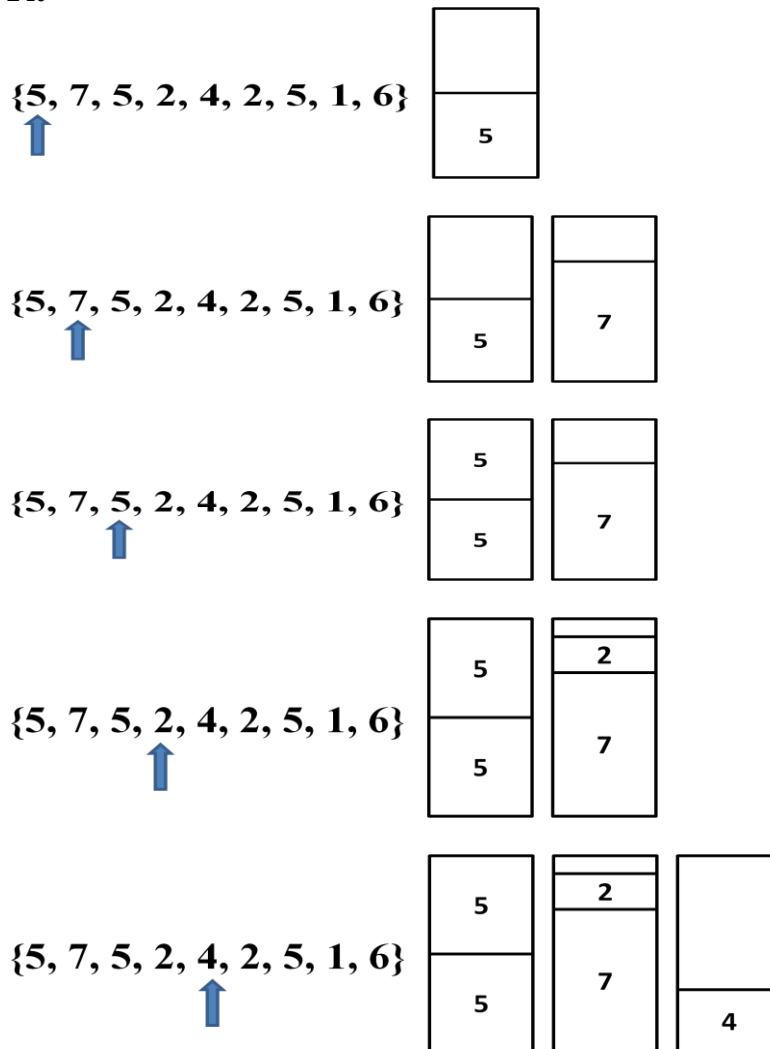 {5, 7, 5, 2, 4, 2, 5, 1, 6}
5
{5, 7, 5, 2, 4, 2, 5, 1, 6}
5 7
5
{5, 7, 5, 2, 4, 2, 5, 1, 6}
5 7
2
5
{5, 7, 5, 2, 4, 2, 5, 1, 6}
5 7
2
5
{5, 7, 5, 2, 4, 2, 5, 1, 6}
5 7 4